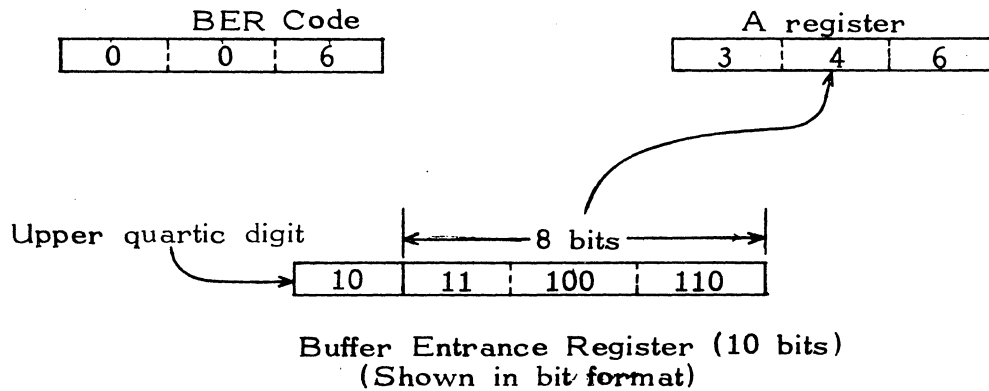 BER Code
0 0 6
A register
3 4 6
Upper quartic digit
8 bits
10 11 100 110
Buffer Entrance Register (10 bits)
(Shown in bit format)